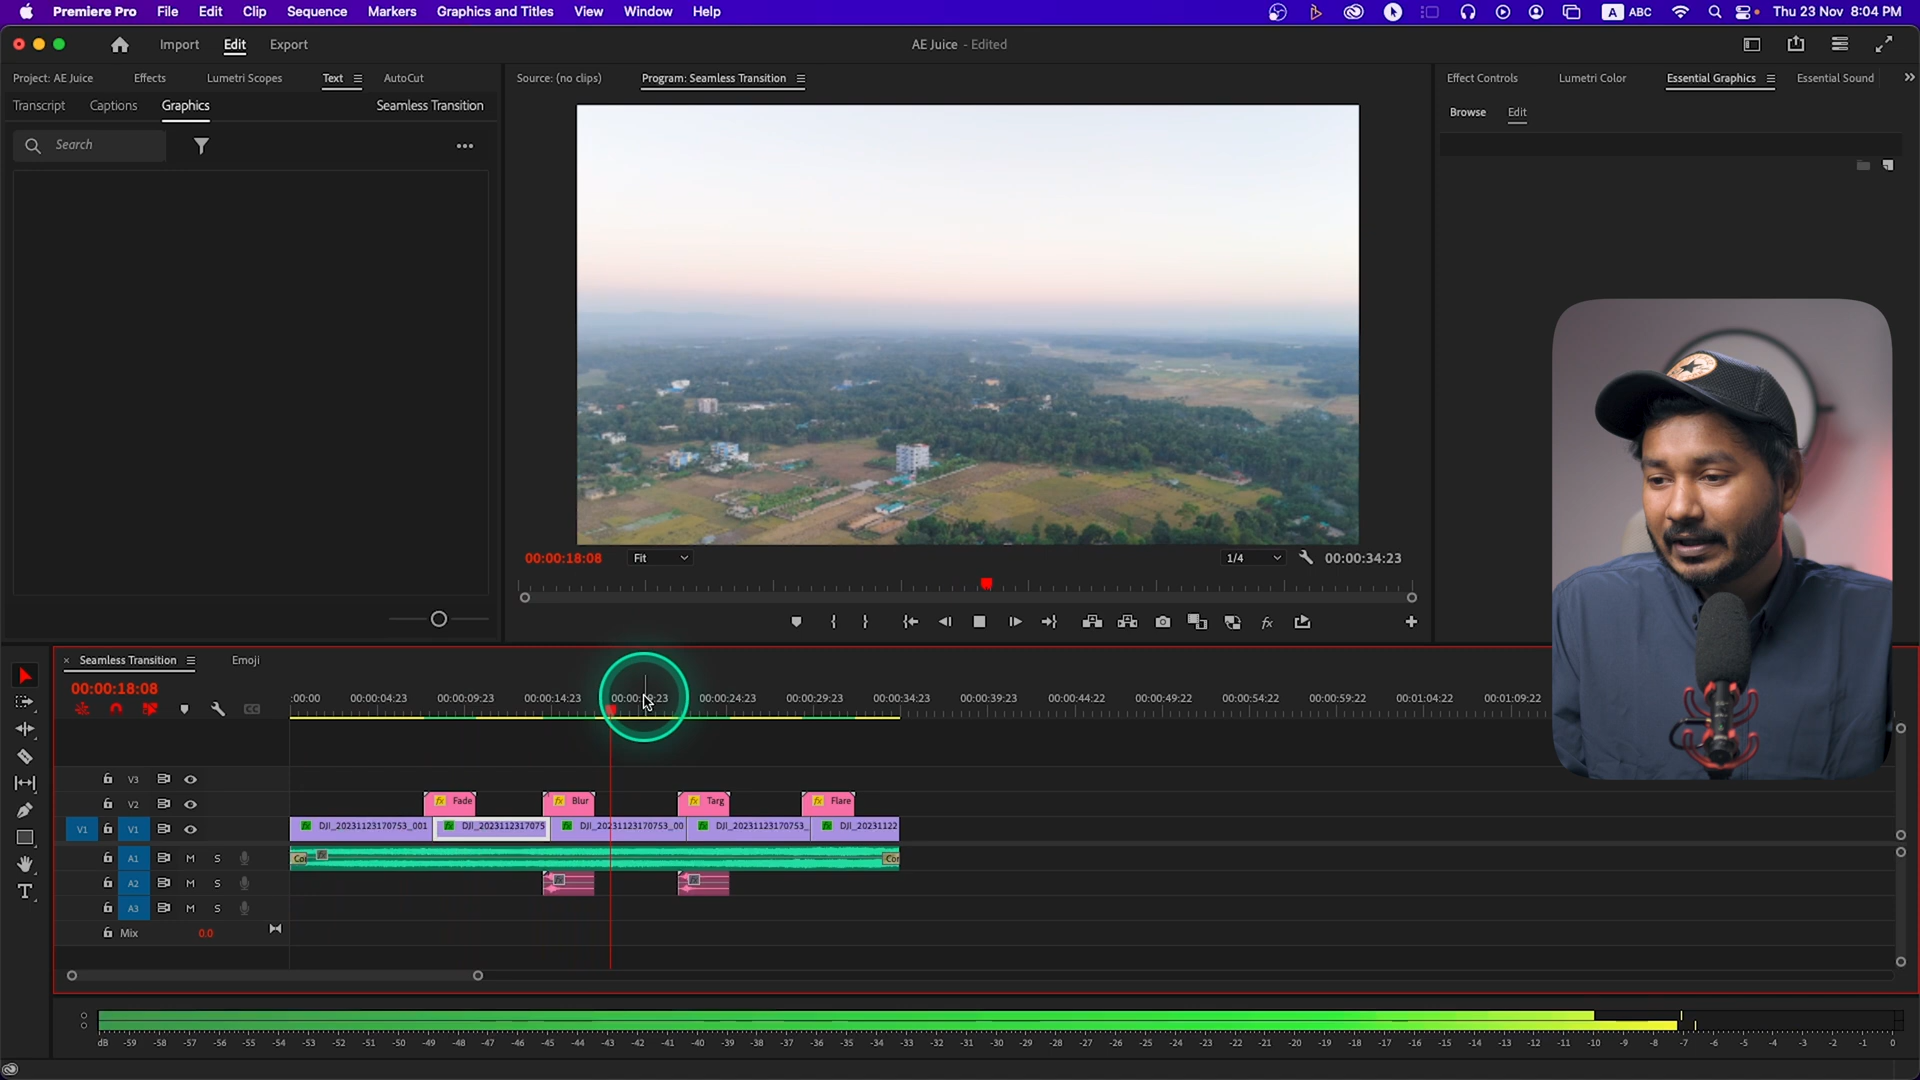 Premiere Pro File Edit Clip Sequence Markers Graphics and Titles View Window Help A ABC Thu 23 Nov 8:04 PM
Import Edit Export AE Juice - Edited
Project: AE Juice Effects Lumetri Scopes Text AutoCut Source: (no clips) Program: Seamless Transition Effect Controls Lumetri Color Essential Graphics Essential Sound
Transcript Captions Graphics Seamless Transition Browse Edit
Search
00:00:18:08 Fit 1/4 00:00:34:23
Seamless Transition Emoji
00:00:18:08
:00:00 00:00:04:23 00:00:09:23 00:00:14:23 00:00:24:23 00:00:29:23 00:00:34:23 00:00:39:23 00:00:44:22 00:00:49:22 00:00:54:22 00:00:59:22 00:01:04:22 00:01:09:22
V3
V2 fx Fade fx Blur fx Targ fx Flare
V1 V1 DJI_20231123170753_001 DJI_2023112317075 DJI_20231123170753_00 DJI_20231123170753_ DJI_20231122
A1 M S Co Con
A2 M S
A3 M S
Mix 0.0
dB -59 -57 -56 -55 -54 -53 -52 -51 -50 -49 -48 -47 -46 -45 -44 -43 -42 -41 -40 -39 -38 -37 -36 -35 -34 -33 -32 -31 -30 -29 -28 -27 -26 -25 -24 -23 -22 -21 -20 -19 -18 -17 -16 -15 -14 -13 -12 -11 -10 -9 -8 -7 -6 -5 -4 -3 -2 -1 0